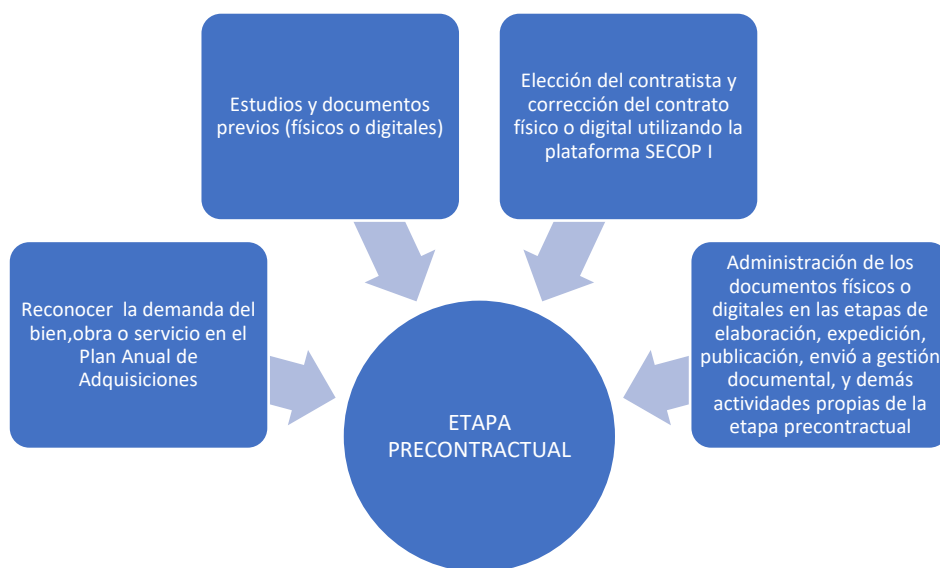 Reconocer  la demanda del
bien,obra o servicio en el
Plan Anual de
Adquisiciones
Estudios y documentos
previos (físicos o digitales)
Elección del contratista y
corrección del contrato
físico o digital utilizando la
plataforma SECOP I
Administración de los
documentos físicos o
digitales en las etapas de
elaboración, expedición,
publicación, envió a gestión
documental, y demás
actividades propias de la
etapa precontractual
ETAPA
PRECONTRACTUAL